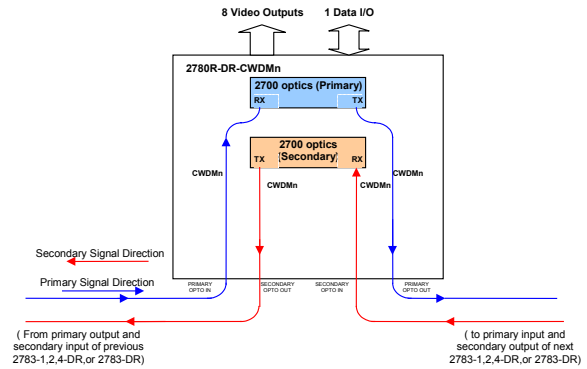 8 Video Outputs
1 Data I/O
2780R-DR-CWDMn
2700 optics (Primary)
RX
TX
2700 optics
(Secondary)
TX
RX
CWDMn
CWDMn
CWDMn
CWDMn
Secondary Signal Direction
Primary Signal Direction
PRIMARY
OPTO IN
SECONDARY
OPTO OUT
SECONDARY
OPTO IN
PRIMARY
OPTO OUT
( From primary output and
secondary input of previous
2783-1,2,4-DR,or 2783-DR)
( to primary input and
secondary output of next
2783-1,2,4-DR,or 2783-DR)